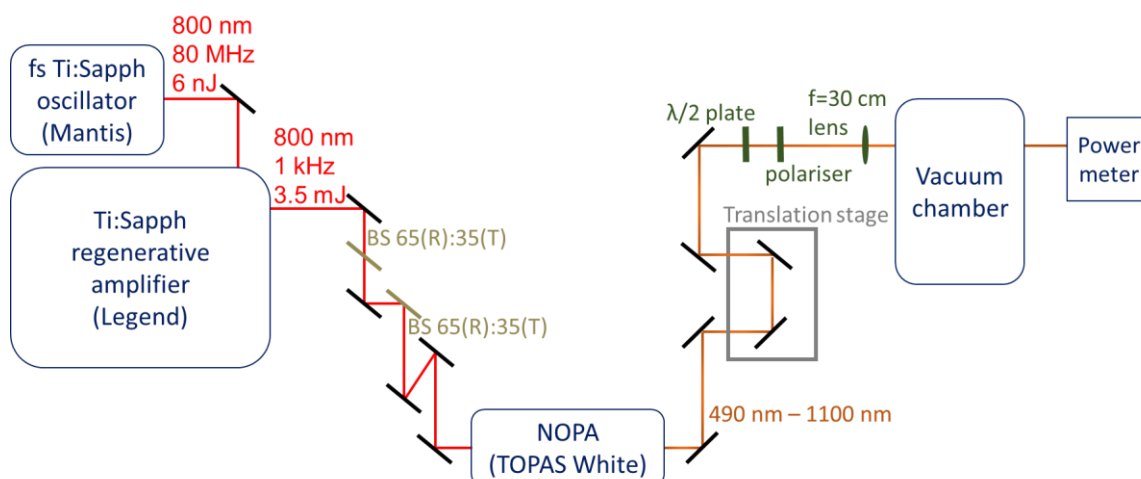 fs Ti:Sapph
oscillator
(Mantis)
800 nm
80 MHz
6 nJ
800 nm
1 kHz
3.5 mJ
Ti:Sapph
regenerative
amplifier
(Legend)
BS 65(R):35(T)
BS 65(R):35(T)
NOPA
(TOPAS White)
490 nm – 1100 nm
Translation stage
λ/2 plate
polariser
f=30 cm
lens
Vacuum
chamber
Power
meter